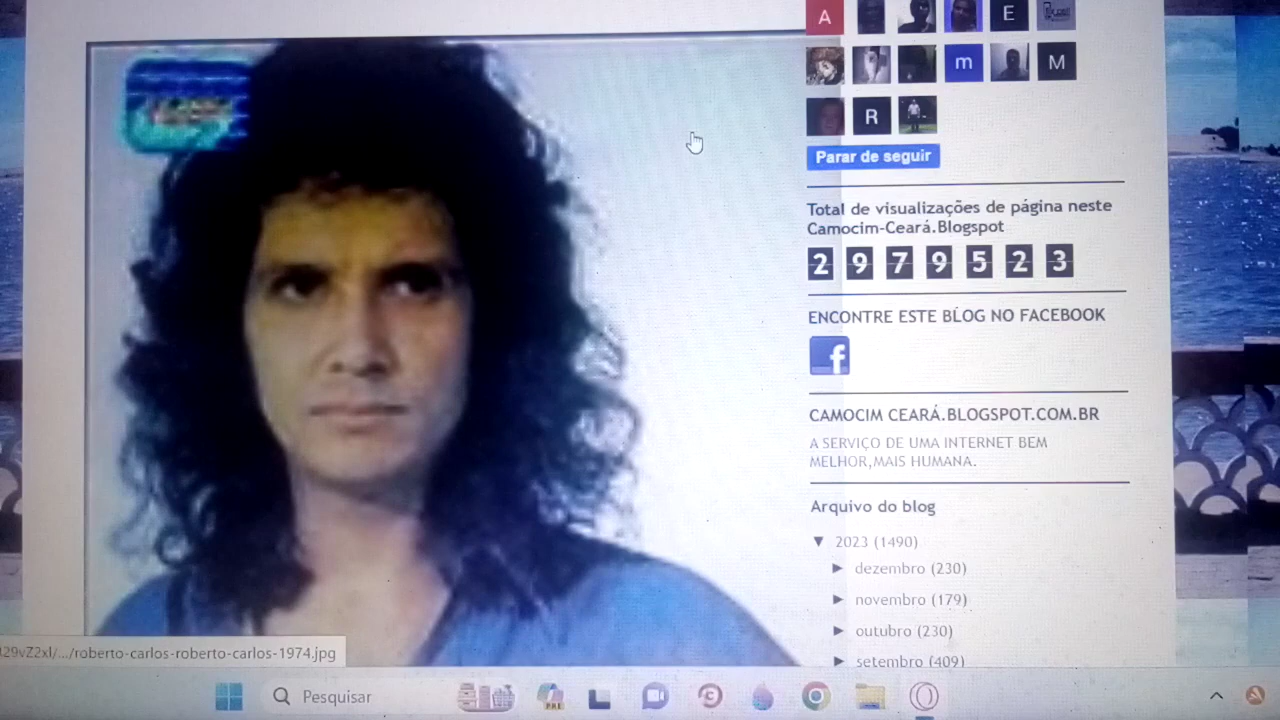 A
E
m
M
R
Parar de seguir
Total de visualizações de página neste
Camocim-Ceará.Blogspot
2979523
ENCONTRE ESTE BLOG NO FACEBOOK
f
CAMOCIM CEARÁ.BLOGSPOT.COM.BR
A SERVIÇO DE UMA INTERNET BEM
MELHOR,MAIS HUMANA.
Arquivo do blog
▼ 2023 (1490)
► dezembro (230)
► novembro (179)
► outubro (230)
► setembro (409)
29vZ2xl/.../roberto-carlos-roberto-carlos-1974.jpg
Pesquisar
PRE